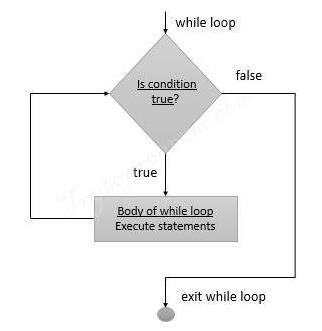 while loop
Is condition
true?
false
true
Body of while loop
Execute statements
exit while loop